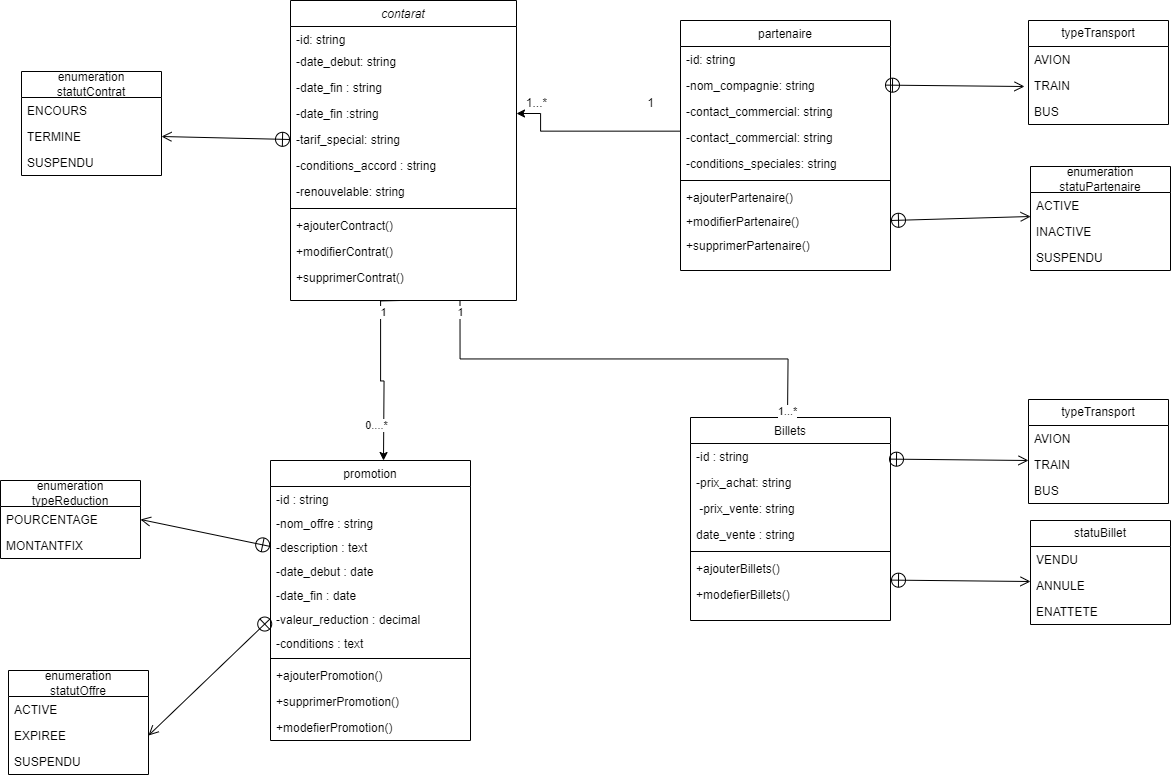 contarat
-id: string
-date_debut: string
-date_fin : string
-date_fin :string
-tarif_special: string
-conditions_accord : string
-renouvelable: string
+ajouterContract()
+modifierContrat()
+supprimerContrat()
enumeration
statutContrat
ENCOURS
TERMINE
SUSPENDU
1...*
1
partenaire
-id: string
-nom_compagnie: string
-contact_commercial: string
-contact_commercial: string
-conditions_speciales: string
+ajouterPartenaire()
+modifierPartenaire()
+supprimerPartenaire()
typeTransport
AVION
TRAIN
BUS
enumeration
statuPartenaire
ACTIVE
INACTIVE
SUSPENDU
1
1
0....*
1...*
promotion
-id : string
-nom_offre : string
-description : text
-date_debut : date
-date_fin : date
-valeur_reduction : decimal
-conditions : text
+ajouterPromotion()
+supprimerPromotion()
+modefierPromotion()
enumeration
typeReduction
POURCENTAGE
MONTANTFIX
enumeration
statutOffre
ACTIVE
EXPIREE
SUSPENDU
Billets
-id : string
-prix_achat: string
-prix_vente: string
date_vente : string
+ajouterBillets()
+modefierBillets()
typeTransport
AVION
TRAIN
BUS
statuBillet
VENDU
ANNULE
ENATTETE